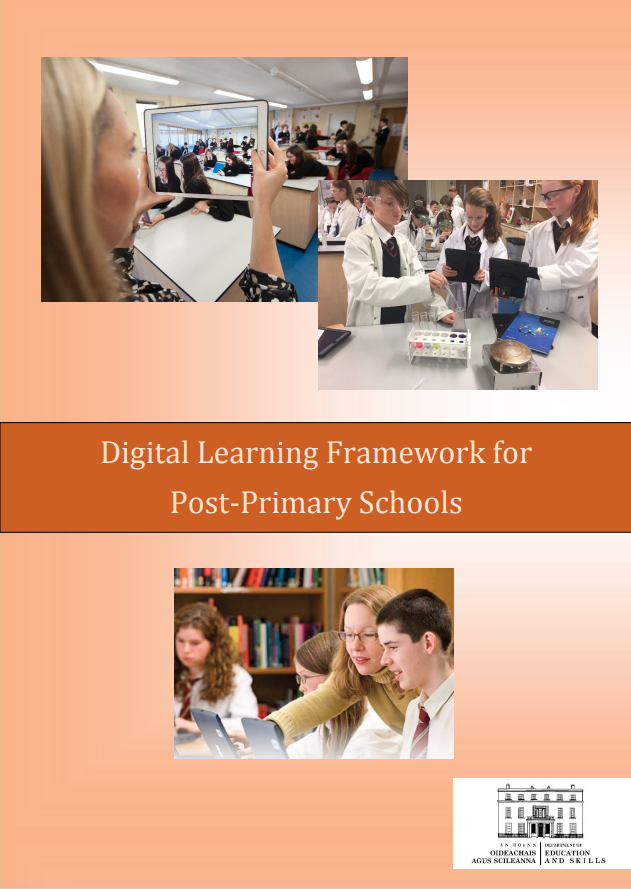 Digital Learning Framework for
Post-Primary Schools
AN ROINN
OIDEACHAIS
AGUS SCILEANNA
DEPARTMENT OF
EDUCATION
AND SKILLS